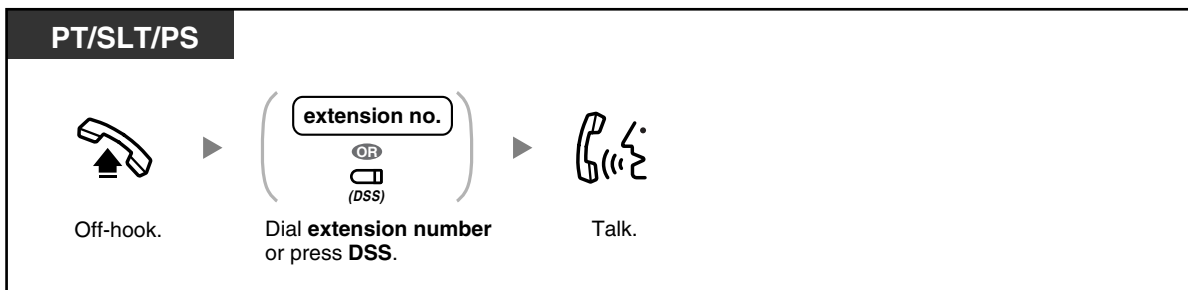 PT/SLT/PS
extension no.
OR
(DSS)
Off-hook.
Dial extension number
or press DSS.
Talk.